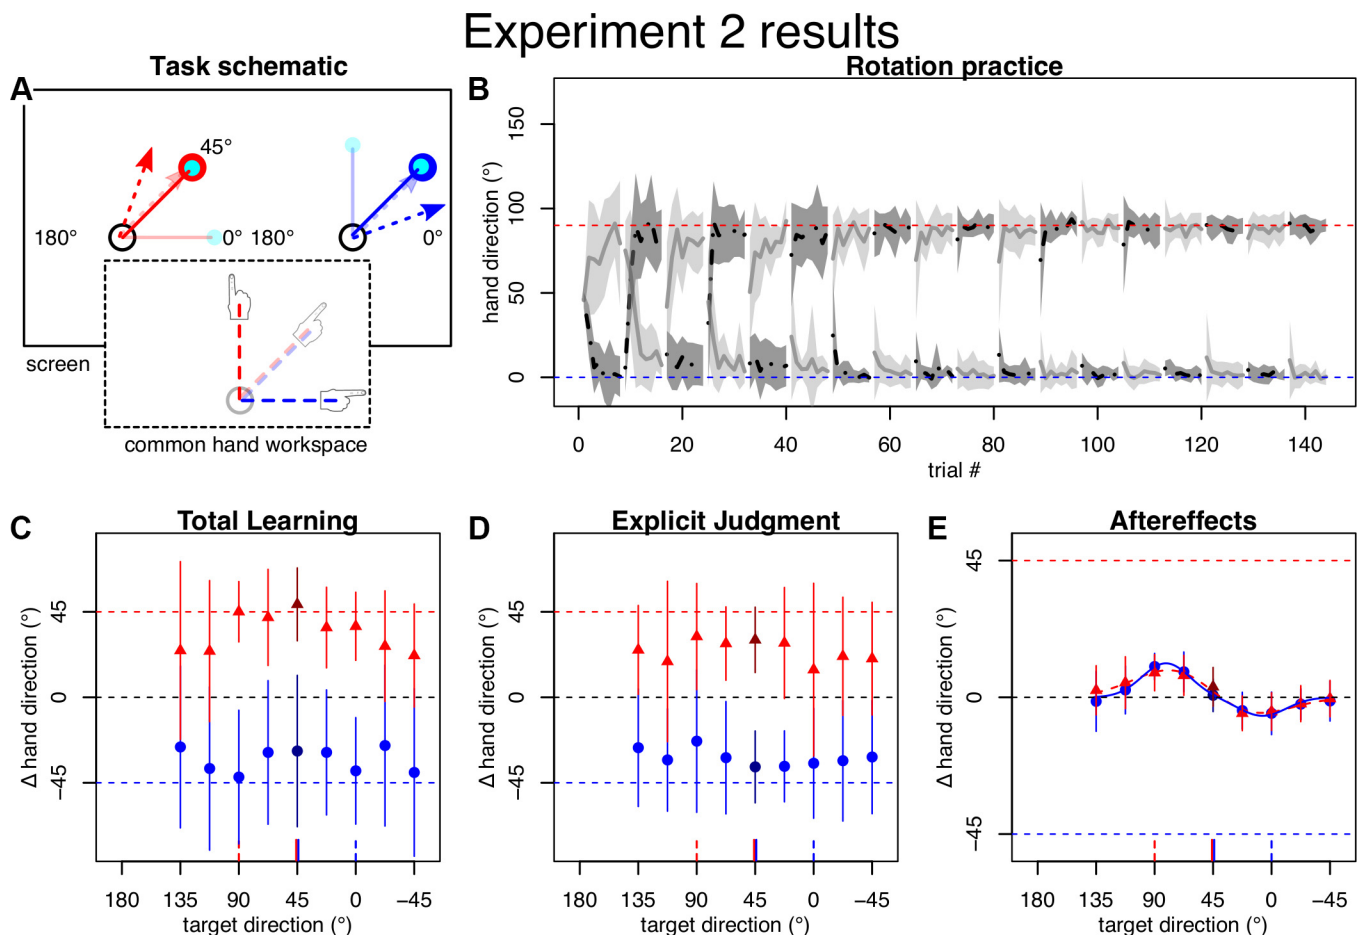 Experiment 2 results
Task schematic
A
45°
180°
0°
180°
0°
screen
common hand workspace
Rotation practice
B
hand direction (°)
150
100
50
0
0 20 40 60 80 100 120 140
trial #
C
Total Learning
Δ hand direction (°)
45
0
−45
180 135 90 45 0 −45
target direction (°)
D
Explicit Judgment
Δ hand direction (°)
45
0
−45
180 135 90 45 0 −45
target direction (°)
E
Aftereffects
Δ hand direction (°)
45
0
−45
180 135 90 45 0 −45
target direction (°)